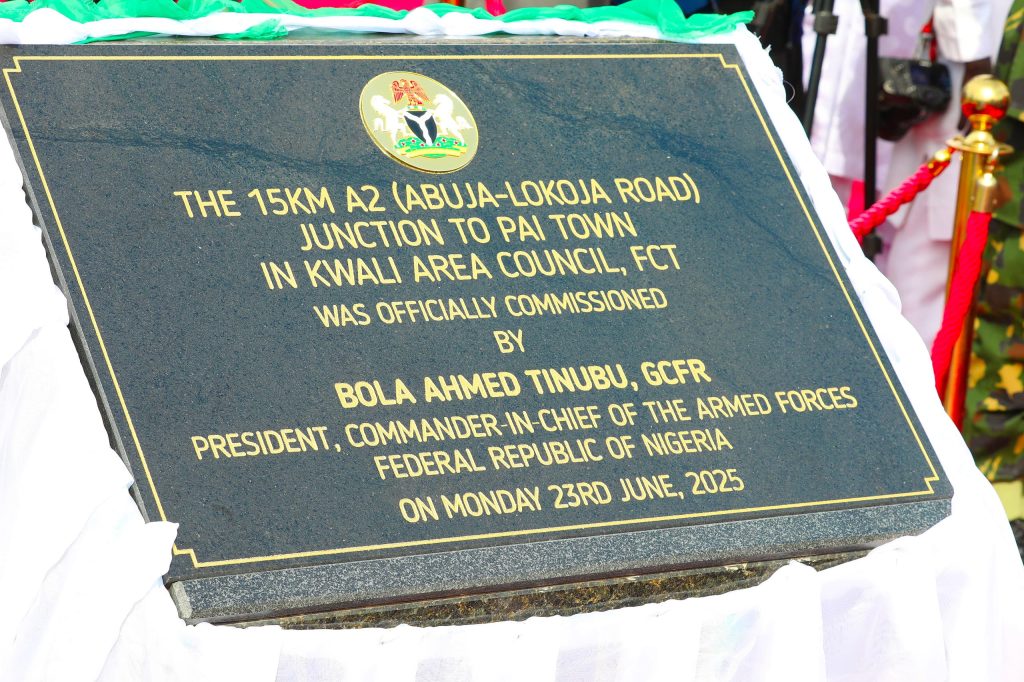 THE 15KM A2 (ABUJA-LOKOJA ROAD)
JUNCTION TO PAI TOWN
IN KWALI AREA COUNCIL, FCT
WAS OFFICIALLY COMMISSIONED
BY
BOLA AHMED TINUBU, GCFR
PRESIDENT, COMMANDER-IN-CHIEF OF THE ARMED FORCES
FEDERAL REPUBLIC OF NIGERIA
ON MONDAY 23RD JUNE, 2025